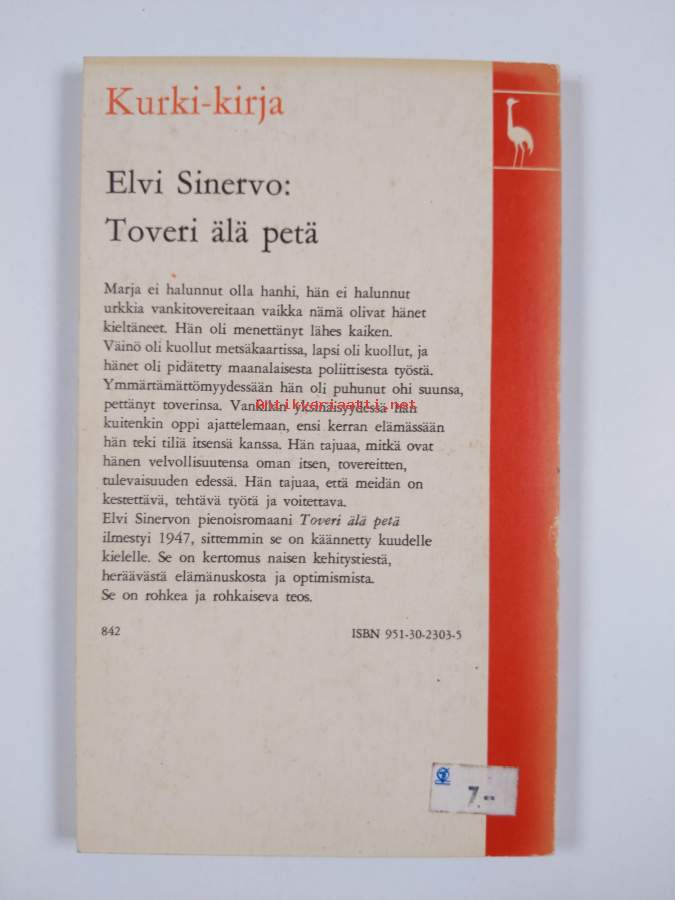 Kurki-kirja
Elvi Sinervo:
Toveri älä petä
Marja ei halunnut olla hanhi, hän ei halunnut
urkkia vankitovereitaan vaikka nämä olivat hänet
kieltäneet. Hän oli menettänyt lähes kaiken.
Väinö oli kuollut metsäkaartissa, lapsi oli kuollut, ja
hänet oli pidätetty maanalaisesta poliittisesta työstä.
Ymmärtämättömyydessään hän oli puhunut ohi suunsa,
pettänyt toverinsa. Vankilan yksinäisyydessä hän
Antikvariaatti.net
kuitenkin oppi ajattelemaan, ensi kerran elämässään
hän teki tiliä itsensä kanssa. Hän tajuaa, mitkä ovat
hänen velvollisuutensa oman itsen, tovereitten,
tulevaisuuden edessä. Hän tajuaa, että meidän on
kestettävä, tehtävä työtä ja voitettava.
Elvi Sinervon pienoisromaani Toveri älä petä
ilmestyi 1947, sittemmin se on käännetty kuudelle
kielelle. Se on kertomus naisen kehitystiestä,
heräävästä elämänuskosta ja optimismista.
Se on rohkea ja rohkaiseva teos.
842 ISBN 951-30-2303-5
7.--